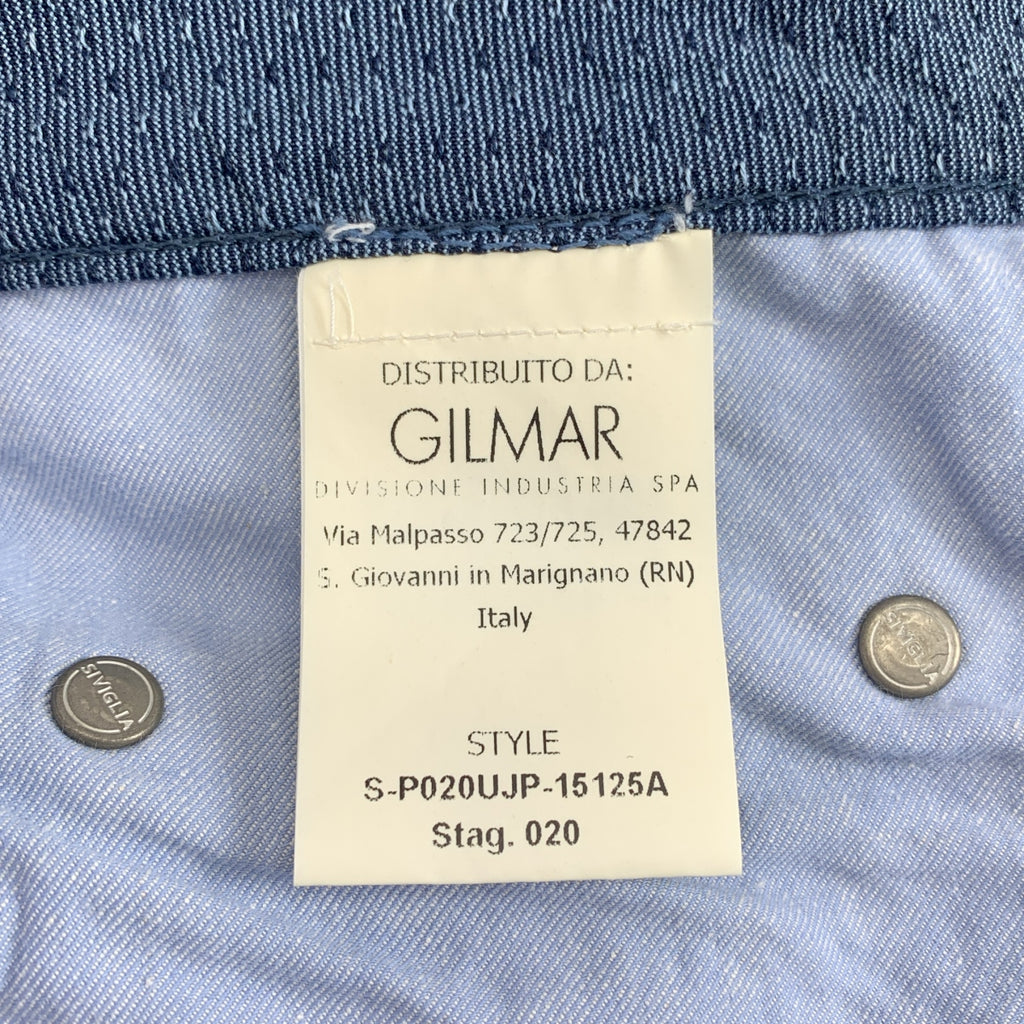 DISTRIBUITO DA:
GILMAR
DIVISIONE INDUSTRIA SPA
Via Malpasso 723/725, 47842
S. Giovanni in Marignano (RN)
Italy
SIVIGLIA
SIVIGLIA
STYLE
S-P020UJP-15125A
Stag. 020